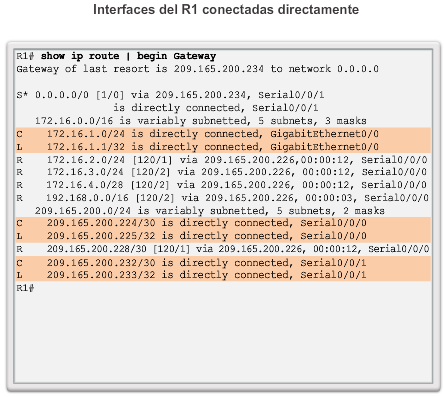 Interfaces del R1 conectadas directamente
R1# show ip route | begin Gateway
Gateway of last resort is 209.165.200.234 to network 0.0.0.0
S* 0.0.0.0/0 [1/0] via 209.165.200.234, Serial0/0/1
is directly connected, Serial0/0/1
172.16.0.0/16 is variably subnetted, 5 subnets, 3 masks
C 172.16.1.0/24 is directly connected, GigabitEthernet0/0
L 172.16.1.1/32 is directly connected, GigabitEthernet0/0
R 172.16.2.0/24 [120/1] via 209.165.200.226,00:00:12, Serial0/0/0
R 172.16.3.0/24 [120/2] via 209.165.200.226, 00:00:12, Serial0/0/0
R 172.16.4.0/28 [120/2] via 209.165.200.226, 00:00:12, Serial0/0/0
R 192.168.0.0/16 [120/2] via 209.165.200.226, 00:00:03, Serial0/0/0
209.165.200.0/24 is variably subnetted, 5 subnets, 2 masks
C 209.165.200.224/30 is directly connected, Serial0/0/0
L 209.165.200.225/32 is directly connected, Serial0/0/0
R 209.165.200.228/30 [120/1] via 209.165.200.226, 00:00:12, Serial0/0/0
C 209.165.200.232/30 is directly connected, Serial0/0/1
L 209.165.200.233/32 is directly connected, Serial0/0/1
R1#